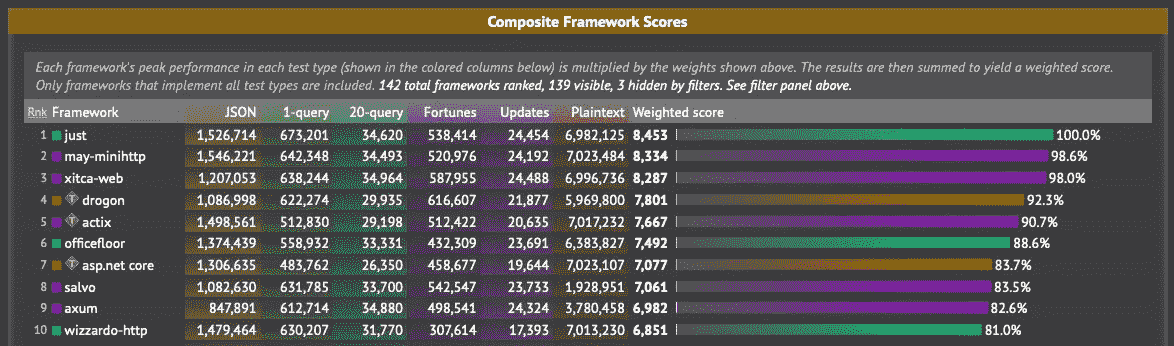 Composite Framework Scores
Each framework's peak performance in each test type (shown in the colored columns below) is multiplied by the weights shown above. The results are then summed to yield a weighted score.
Only frameworks that implement all test types are included. 142 total frameworks ranked, 139 visible, 3 hidden by filters. See filter panel above.
Rnk Framework JSON 1-query 20-query Fortunes Updates Plaintext Weighted score
1 just 1,526,714 673,201 34,620 538,414 24,454 6,982,125 8,453 100.0%
2 may-minihttp 1,546,221 642,348 34,493 520,976 24,192 7,023,484 8,334 98.6%
3 xitca-web 1,207,053 638,244 34,964 587,955 24,488 6,996,736 8,287 98.0%
4 drogon 1,086,998 622,274 29,935 616,607 21,877 5,969,800 7,801 92.3%
5 actix 1,498,561 512,830 29,198 512,422 20,635 7,017,232 7,667 90.7%
6 officefloor 1,374,439 558,932 33,331 432,309 23,691 6,383,827 7,492 88.6%
7 asp.net core 1,306,635 483,762 26,350 458,677 19,644 7,023,107 7,077 83.7%
8 salvo 1,082,630 631,785 33,700 542,547 23,733 1,928,951 7,061 83.5%
9 axum 847,891 612,714 34,880 498,541 24,324 3,780,458 6,982 82.6%
10 wizzardo-http 1,479,464 630,207 31,770 307,614 17,393 7,013,230 6,851 81.0%